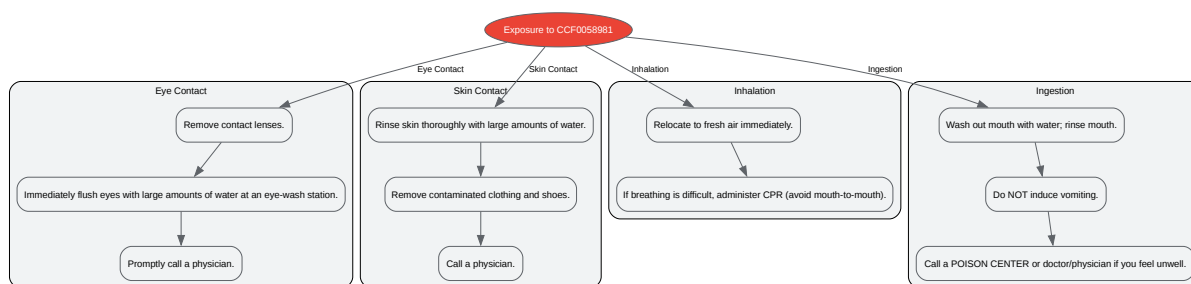 Exposure to CCF0058981
Eye Contact
Skin Contact
Inhalation
Ingestion
Eye Contact
Remove contact lenses.
Immediately flush eyes with large amounts of water at an eye-wash station.
Promptly call a physician.
Skin Contact
Rinse skin thoroughly with large amounts of water.
Remove contaminated clothing and shoes.
Call a physician.
Inhalation
Relocate to fresh air immediately.
If breathing is difficult, administer CPR (avoid mouth-to-mouth).
Ingestion
Wash out mouth with water; rinse mouth.
Do NOT induce vomiting.
Call a POISON CENTER or doctor/physician if you feel unwell.